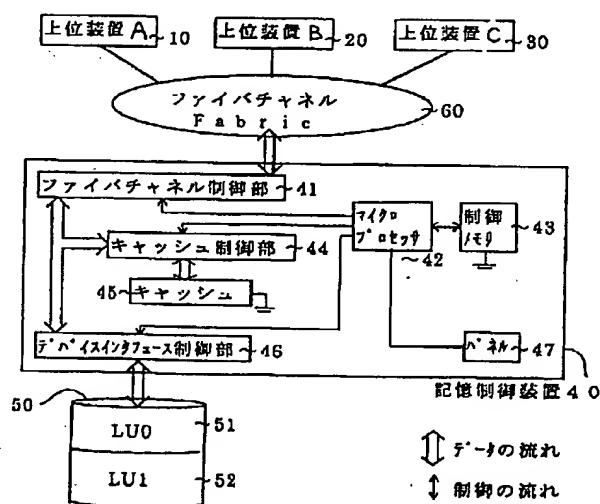 上位装置A 10
上位装置B 20
上位装置C 30
ファイバチャネル
Fabric
60
ファイバチャネル制御部 41
マイクロ
プロセッサ
42
制御
メモリ
43
キャッシュ制御部 44
45 キャッシュ
デバイスインタフェース制御部 46
パネル 47
記憶制御装置40
50
LU0 51
LU1 52
データの流れ
制御の流れ